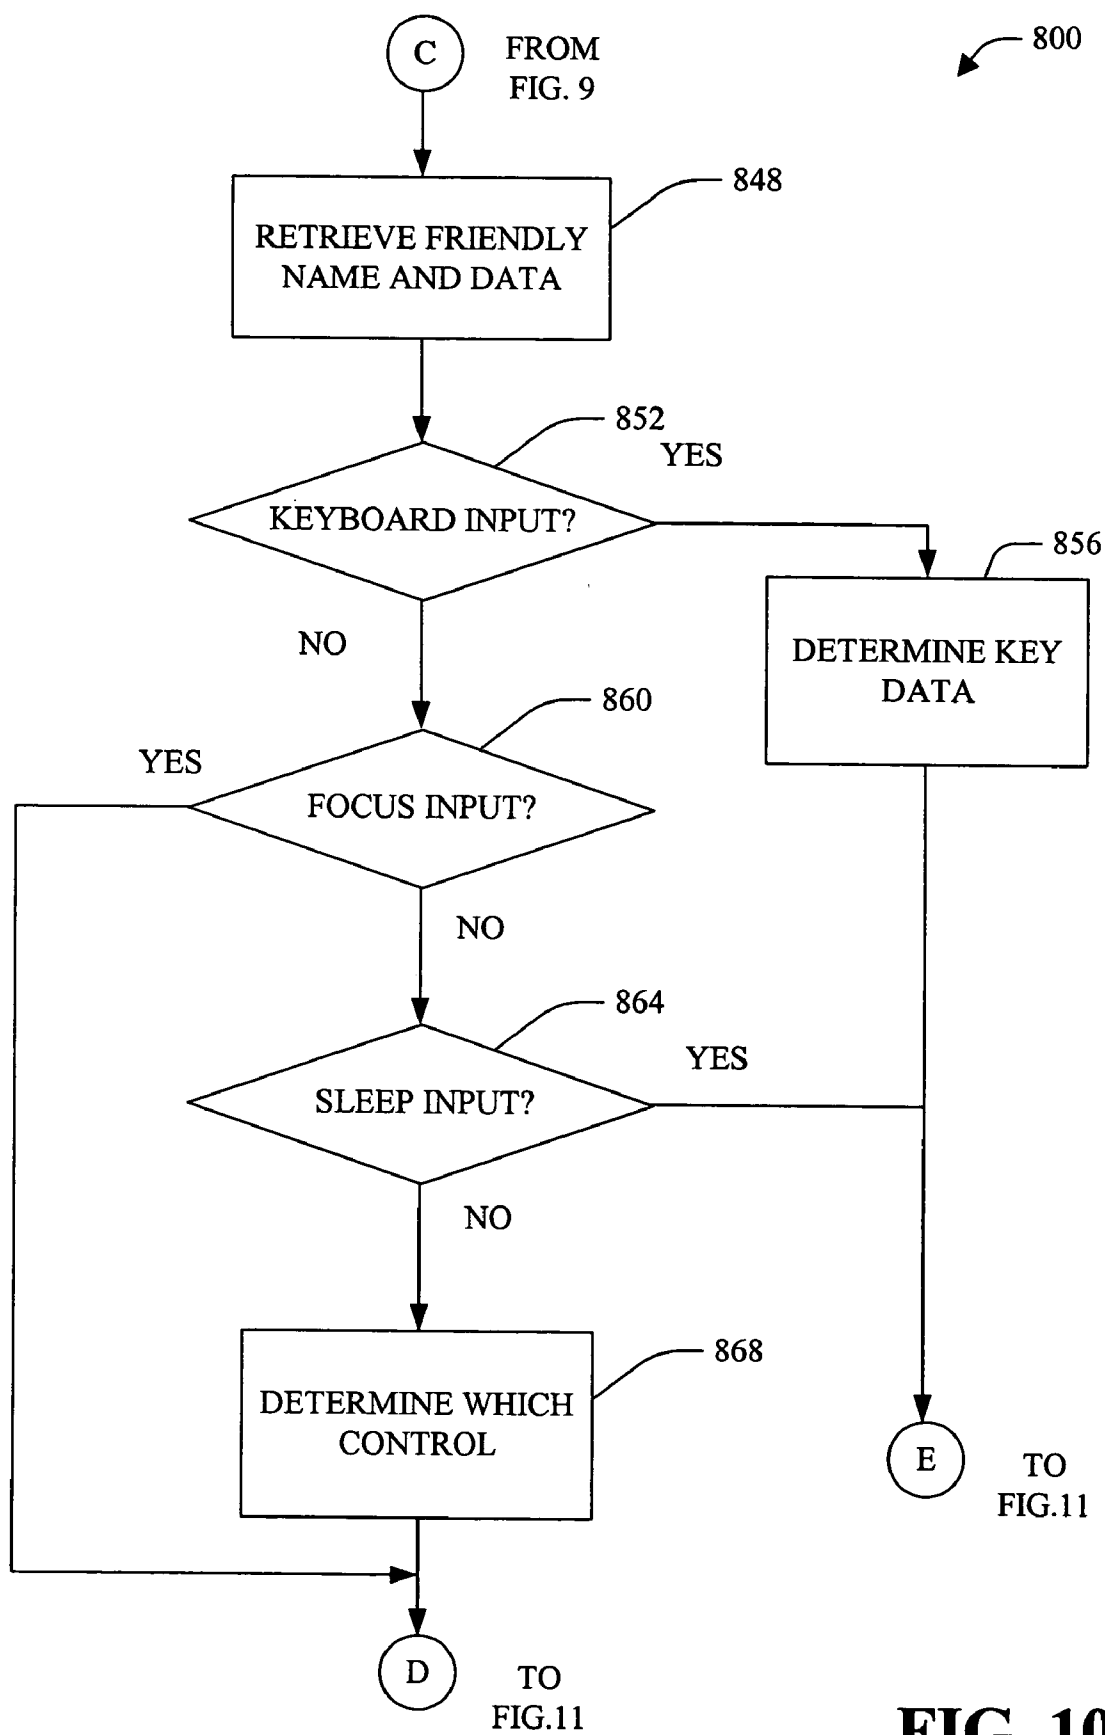 C
FROM
FIG. 9
800
848
RETRIEVE FRIENDLY
NAME AND DATA
852
YES
KEYBOARD INPUT?
856
NO
DETERMINE KEY
DATA
860
YES
FOCUS INPUT?
NO
864
YES
SLEEP INPUT?
NO
868
DETERMINE WHICH
CONTROL
E
TO
FIG.11
D
TO
FIG.11
FIG. 10